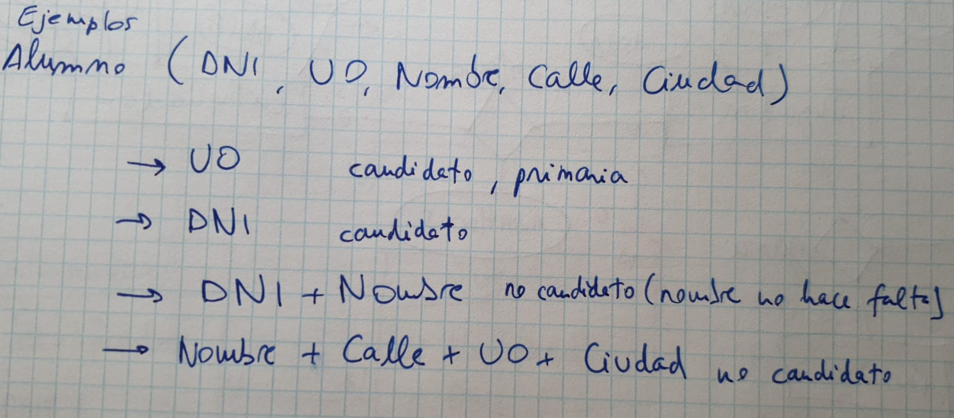 Ejemplos
Alumno (DNI, UO, Nombre, Calle, Ciudad)
→ UO candidato, primaria
→ DNI candidato
→ DNI + Nombre no candidato (nombre no hace falta)
→ Nombre + Calle + UO + Ciudad no candidato